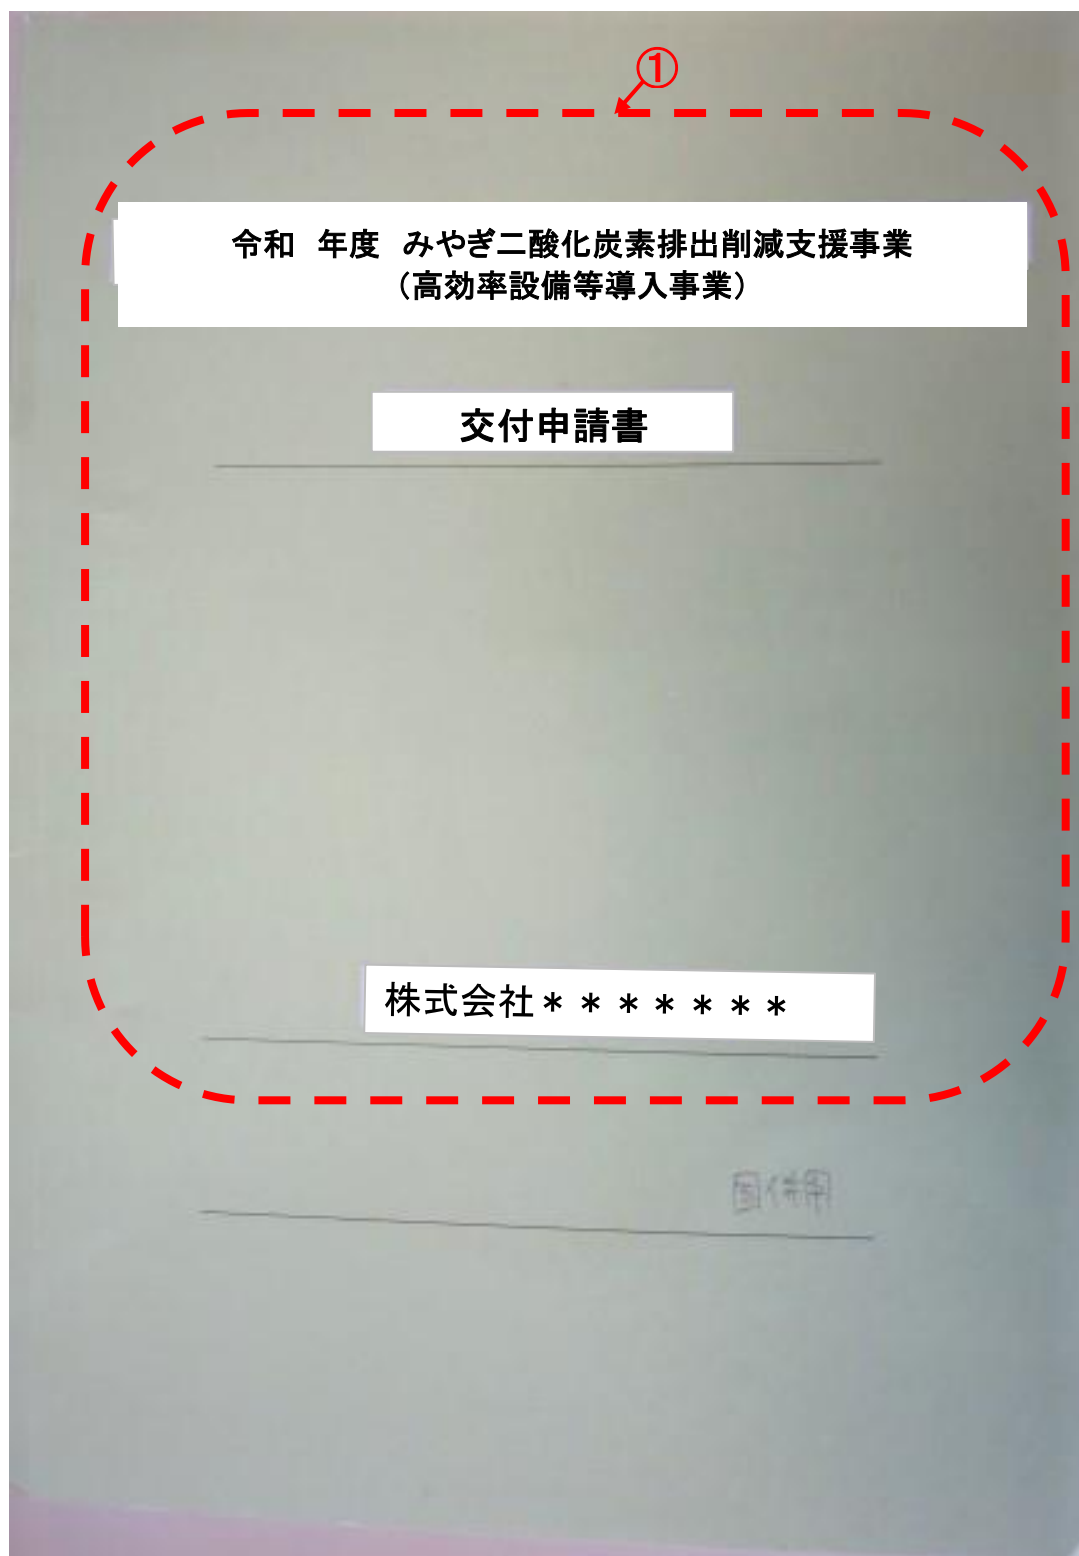 ①
令和　年度　みやぎ二酸化炭素排出削減支援事業
（高効率設備等導入事業）
交付申請書
株式会社＊＊＊＊＊＊＊